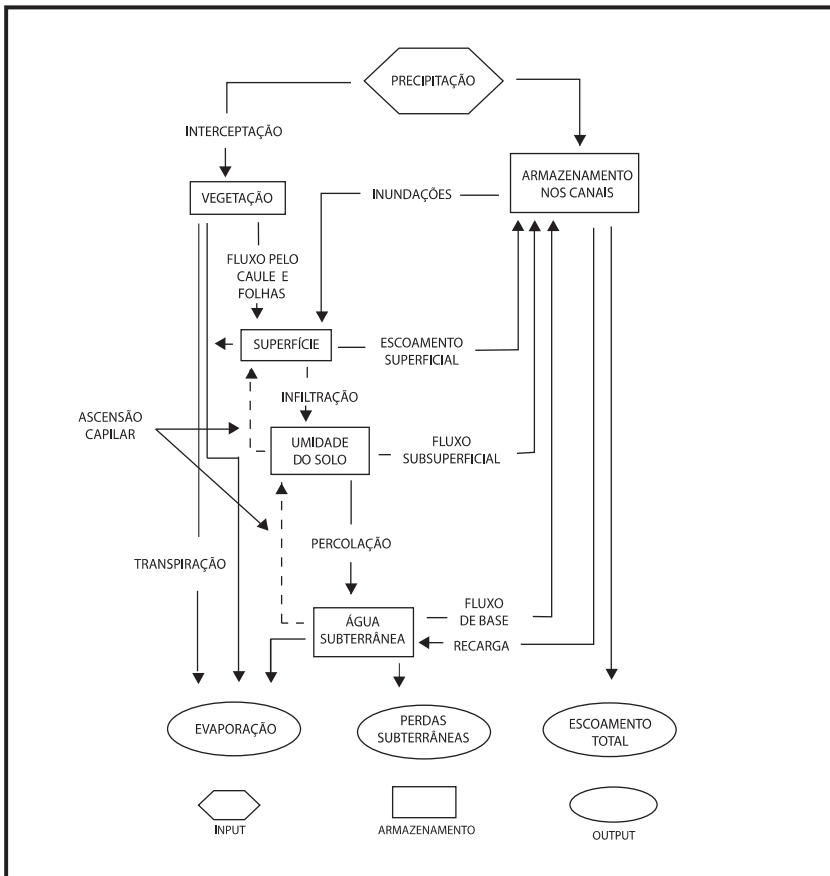 PRECIPITAÇÃO
INTERCEPTAÇÃO
ARMAZENAMENTO
NOS CANAIS
VEGETAÇÃO
INUNDAÇÕES
FLUXO PELO
CAULE E
FOLHAS
SUPERFÍCIE
ESCOAMENTO
SUPERFICIAL
INFILTRAÇÃO
ASCENSÃO
CAPILAR
UMIDADE
DO SOLO
FLUXO
SUBSUPERFICIAL
PERCOLAÇÃO
TRANSPIRAÇÃO
FLUXO
DE BASE
ÁGUA
SUBTERRÂNEA
RECARGA
EVAPORAÇÃO
PERDAS
SUBTERRÂNEAS
ESCOAMENTO
TOTAL
INPUT
ARMAZENAMENTO
OUTPUT